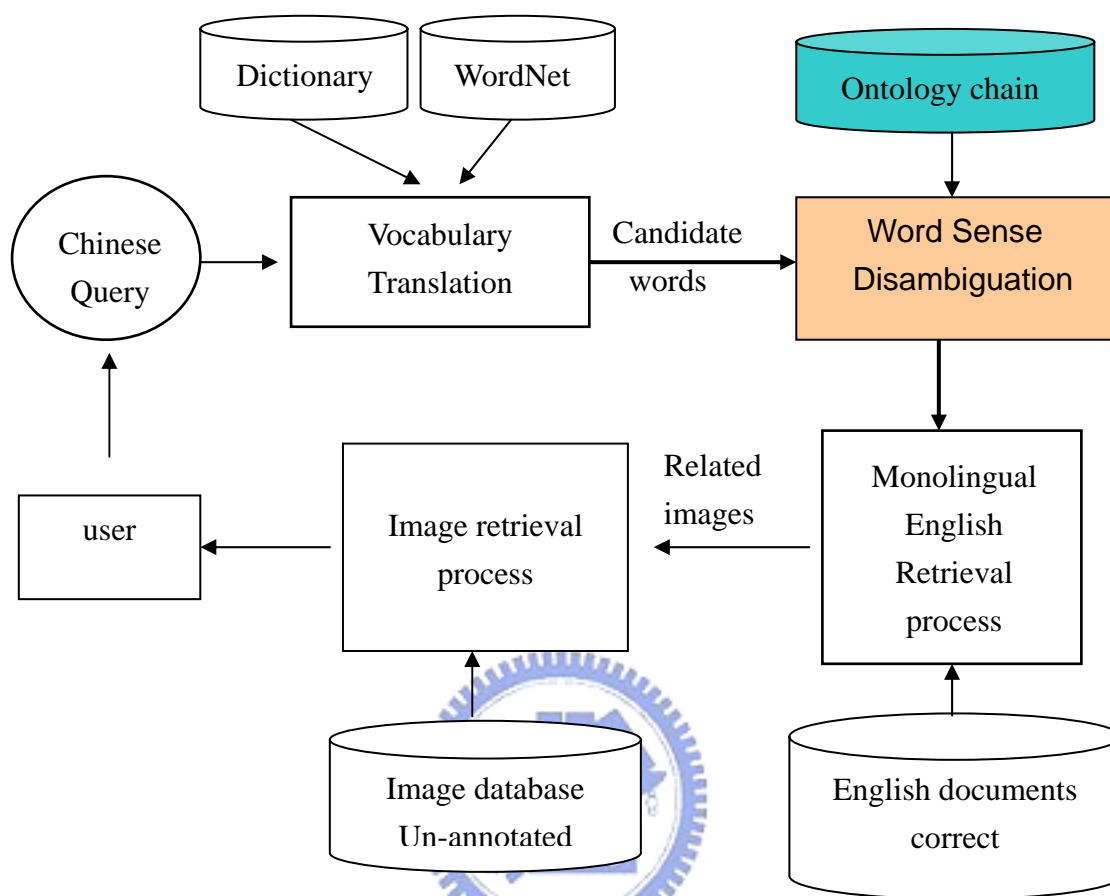 Dictionary
WordNet
Ontology chain
Chinese
Query
Vocabulary
Translation
Candidate
words
Word Sense
Disambiguation
user
Image retrieval
process
Related
images
Monolingual
English
Retrieval
process
Image database
Un-annotated
English documents
correct